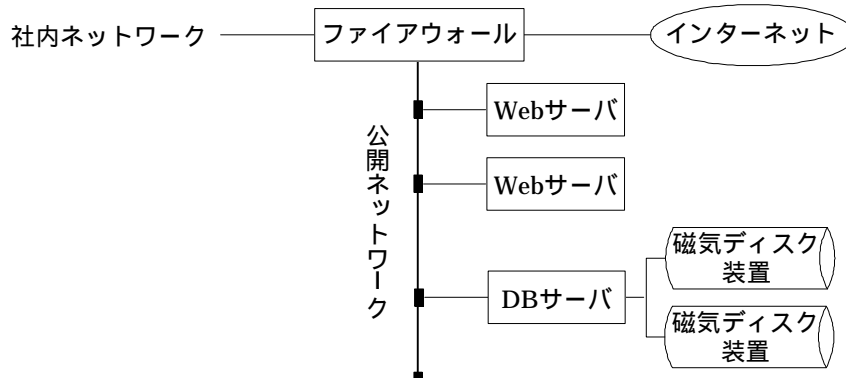 社内ネットワーク
ファイアウォール
インターネット
公開ネットワーク
Webサーバ
Webサーバ
DBサーバ
磁気ディスク
装置
磁気ディスク
装置